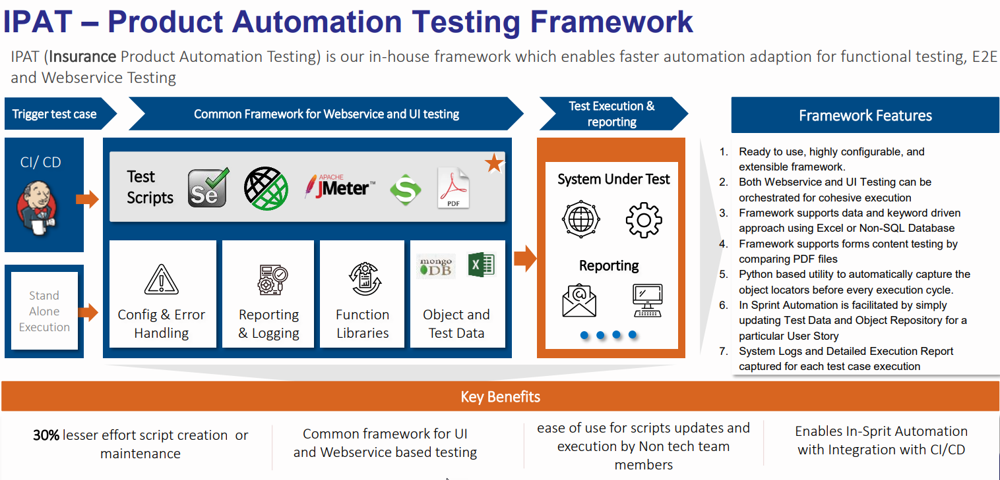 IPAT – Product Automation Testing Framework
IPAT (Insurance Product Automation Testing) is our in-house framework which enables faster automation adaption for functional testing, E2E
and Webservice Testing
Trigger test case
Common Framework for Webservice and UI testing
Test Execution &
reporting
Framework Features
CI/ CD
Test
Scripts
Se
APACHE
JMeter™
S
PDF
Stand
Alone
Execution
Config & Error
Handling
Reporting
& Logging
Function
Libraries
mongo
DB
X
Object and
Test Data
System Under Test
Reporting
@
1. Ready to use, highly configurable, and
extensible framework.
2. Both Webservice and UI Testing can be
orchestrated for cohesive execution
3. Framework supports data and keyword driven
approach using Excel or Non-SQL Database
4. Framework supports forms content testing by
comparing PDF files
5. Python based utility to automatically capture the
object locators before every execution cycle.
6. In Sprint Automation is facilitated by simply
updating Test Data and Object Repository for a
particular User Story
7. System Logs and Detailed Execution Report
captured for each test case execution
Key Benefits
30% lesser effort script creation or
maintenance
Common framework for UI
and Webservice based testing
ease of use for scripts updates and
execution by Non tech team
members
Enables In-Sprit Automation
with Integration with CI/CD